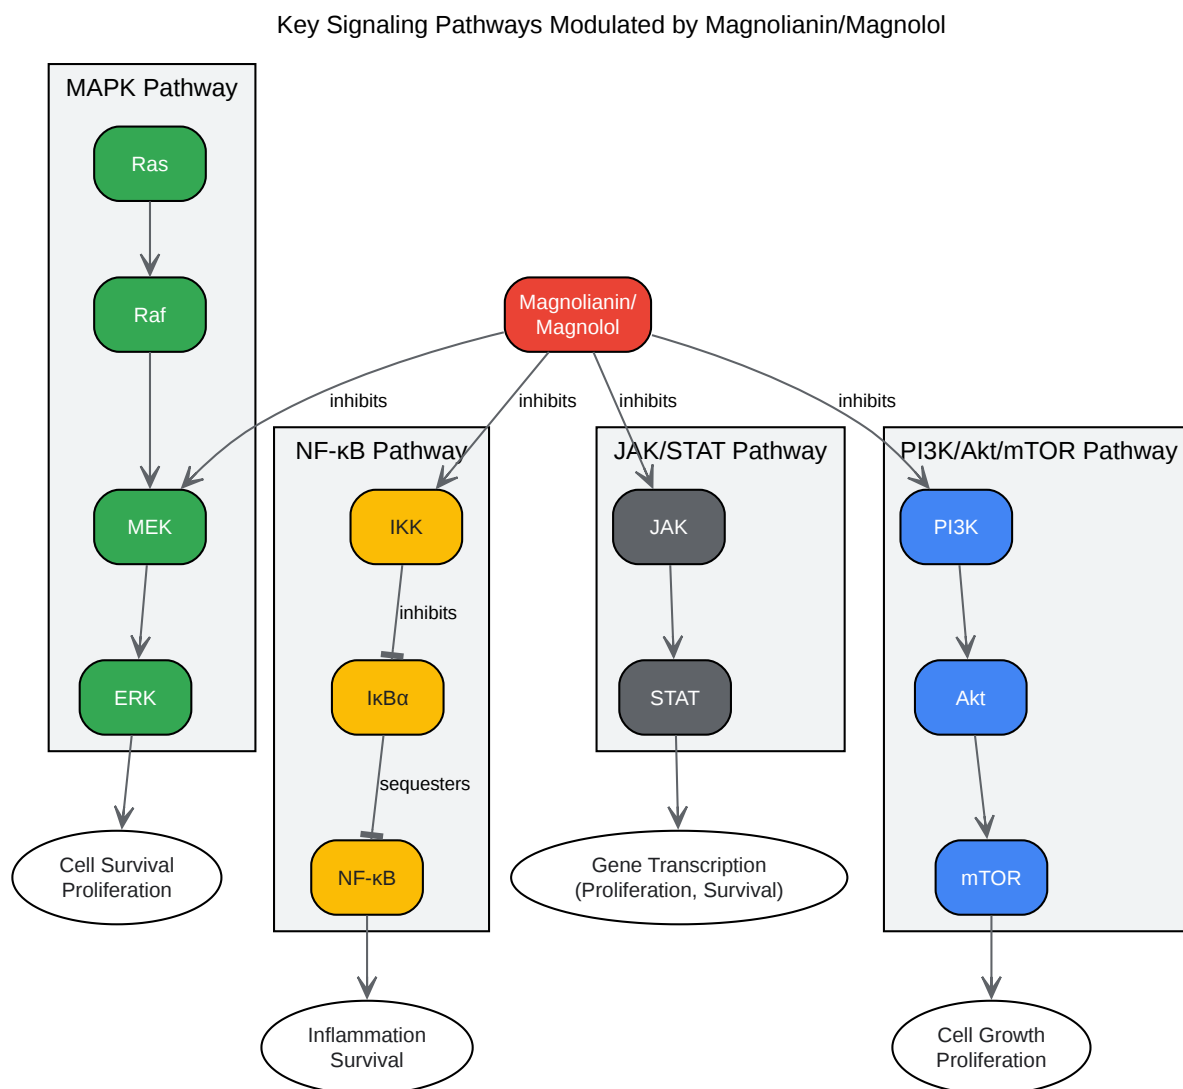 Key Signaling Pathways Modulated by Magnolianin/Magnolol
MAPK Pathway
Ras
Raf
Magnolianin/
Magnolol
inhibits
inhibits
inhibits
inhibits
NF-κB Pathway
JAK/STAT Pathway
PI3K/Akt/mTOR Pathway
MEK
IKK
JAK
PI3K
inhibits
ERK
IκBα
STAT
Akt
sequesters
Cell Survival
Proliferation
NF-κB
Gene Transcription
(Proliferation, Survival)
mTOR
Inflammation
Survival
Cell Growth
Proliferation